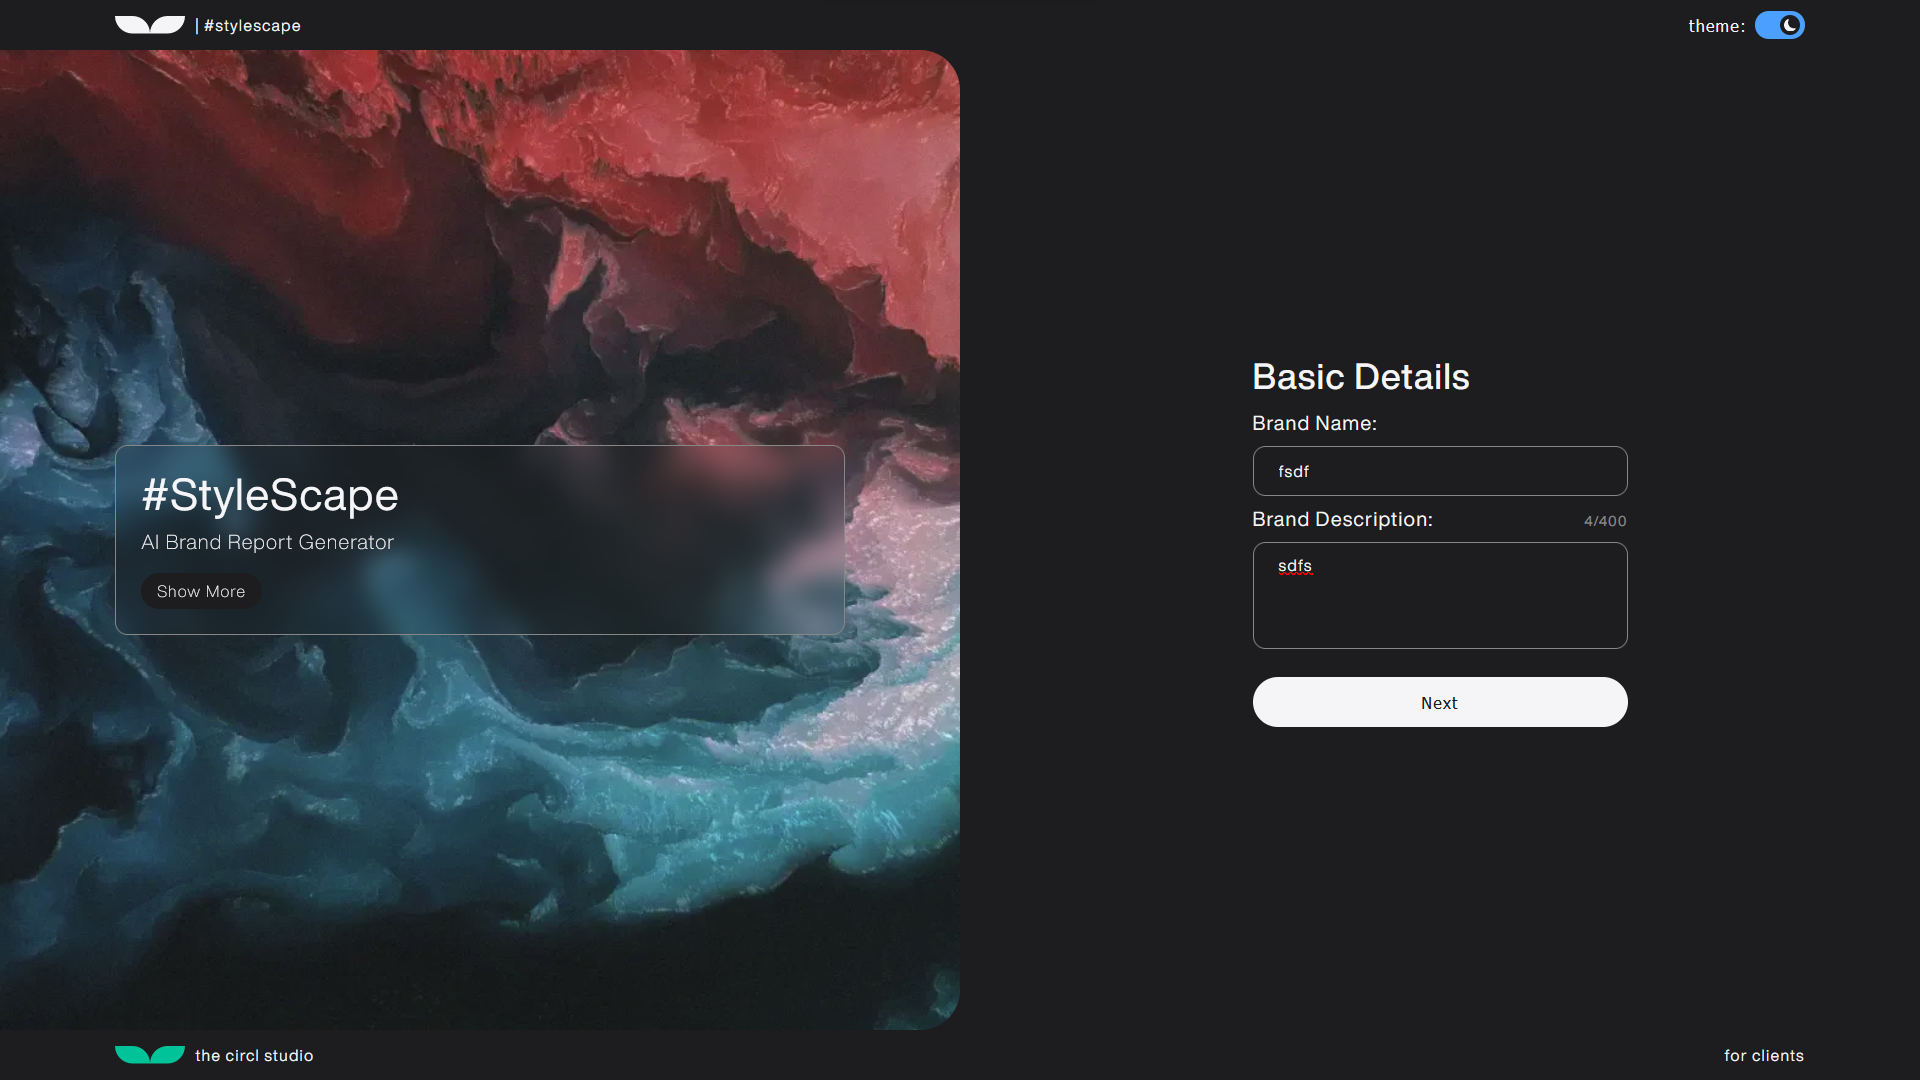 | #stylescape
theme:
#StyleScape
AI Brand Report Generator
Show More
Basic Details
Brand Name:
fsdf
Brand Description:
4/400
sdfs
Next
the circl studio
for clients